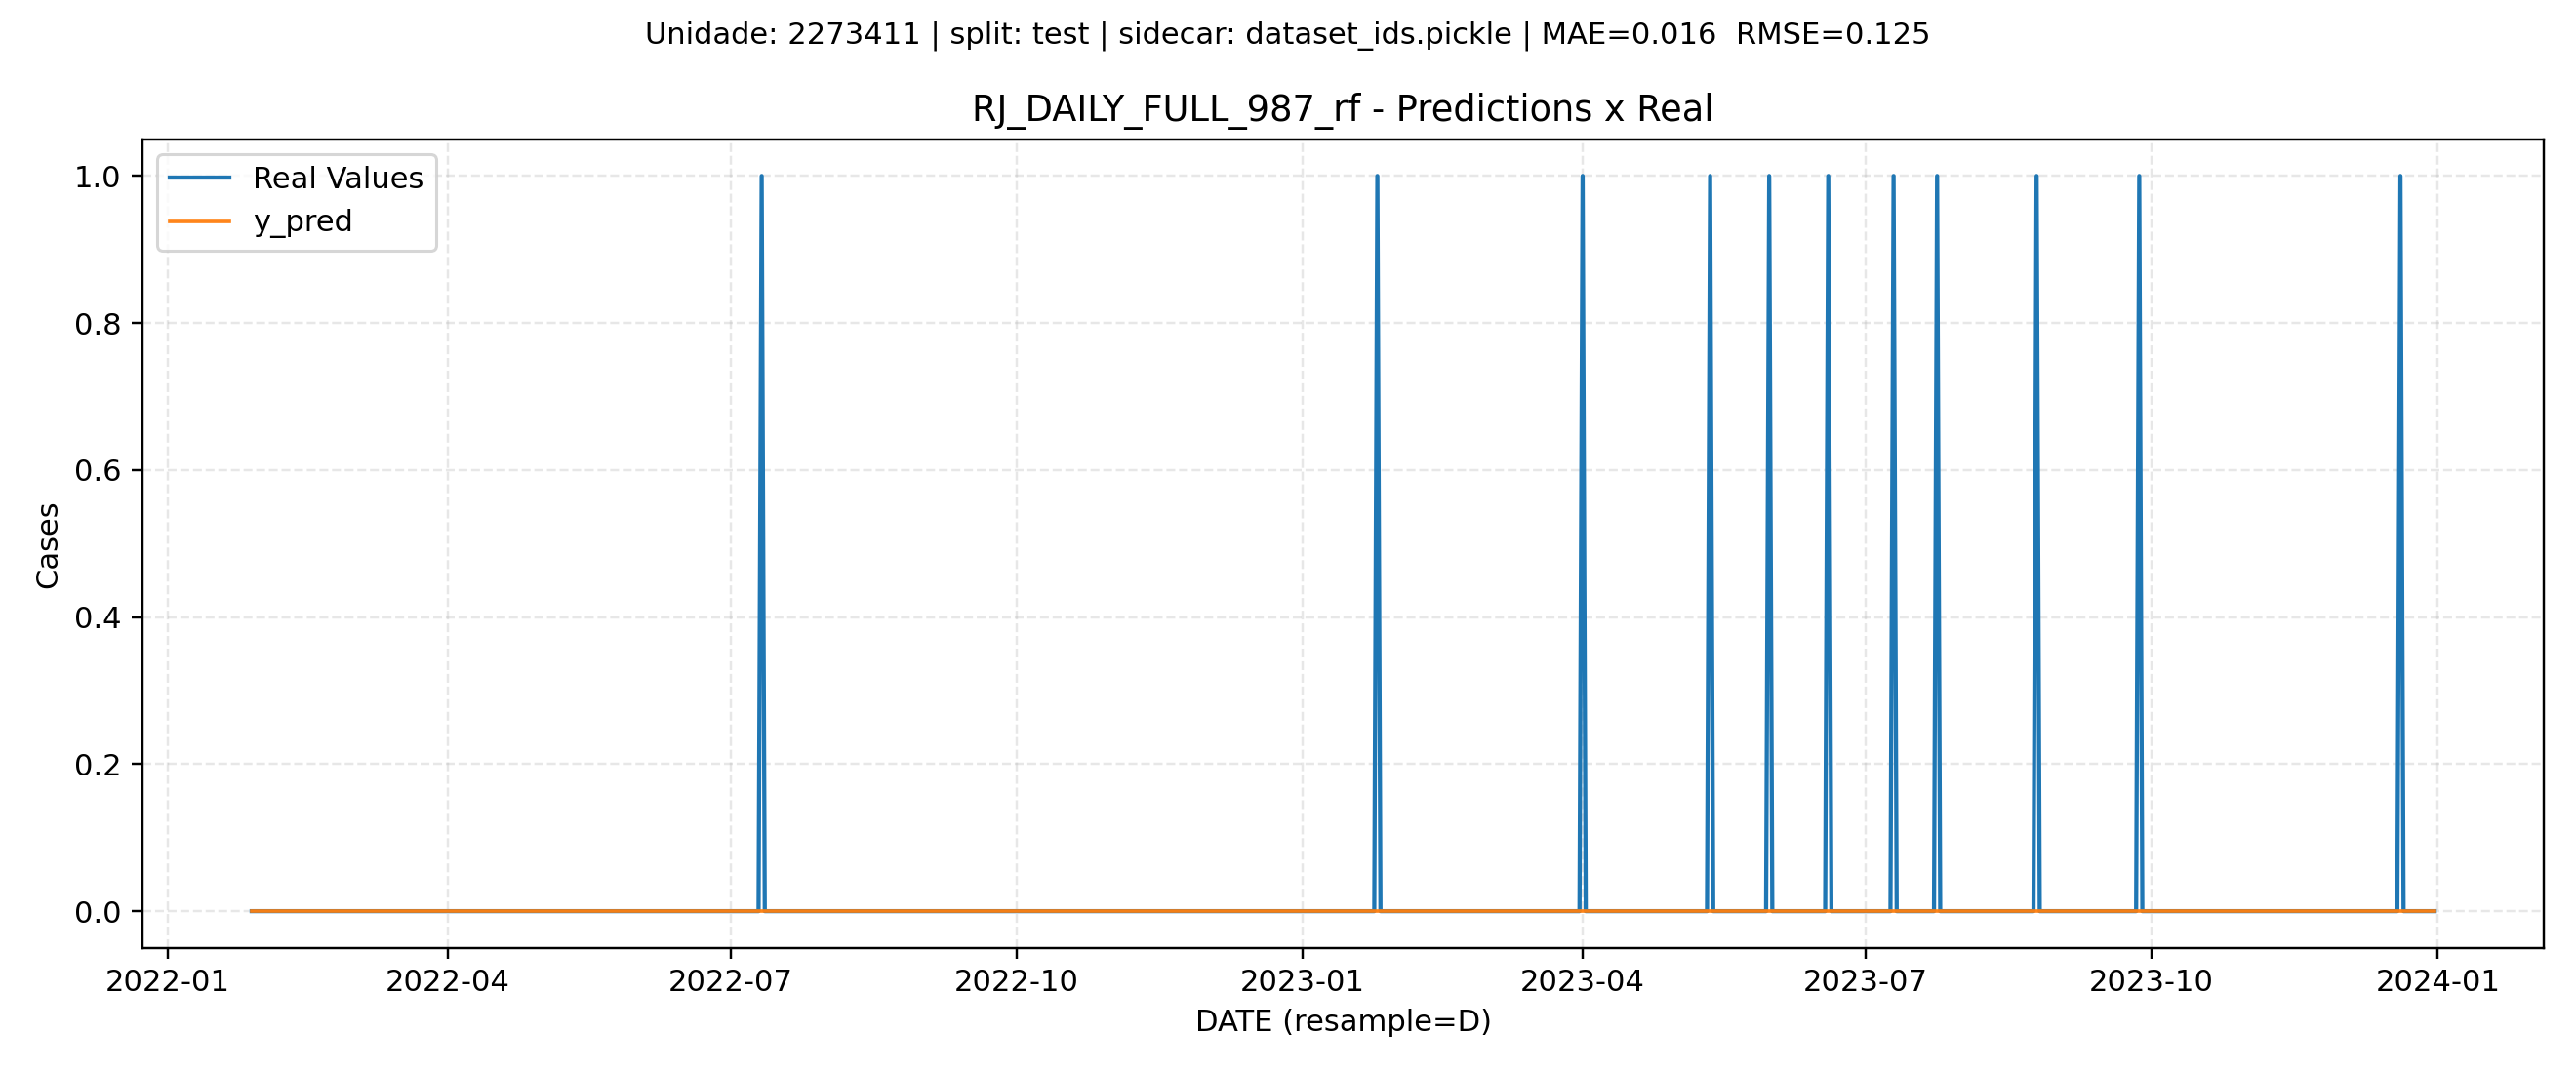 Unidade: 2273411 | split: test | sidecar: dataset_ids.pickle | MAE=0.016  RMSE=0.125
RJ_DAILY_FULL_987_rf - Predictions x Real
Real Values
y_pred
1.0
0.8
0.6
0.4
0.2
0.0
Cases
2022-01 2022-04 2022-07 2022-10 2023-01 2023-04 2023-07 2023-10 2024-01
DATE (resample=D)